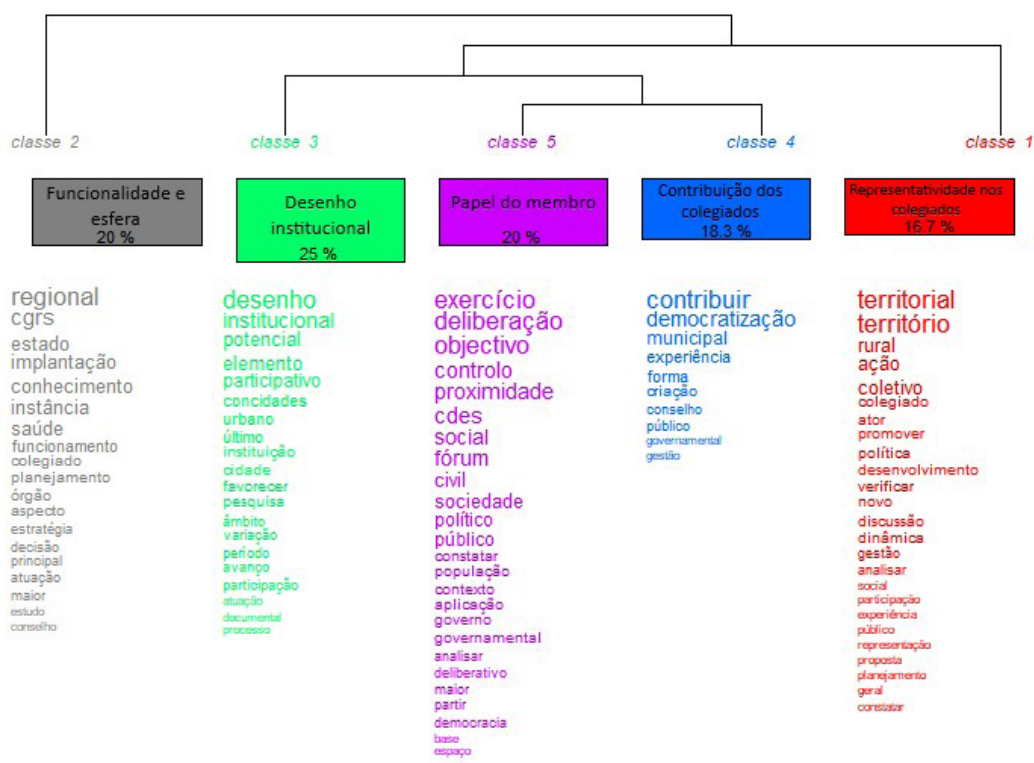 classe 2
classe 3
classe 5
classe 4
classe 1
Funcionalidade e
esfera
20 %
Desenho
institucional
25 %
Papel do membro
20 %
Contribuição dos
colegiados
18.3 %
Representatividade nos
colegiados
16.7 %
regional
cgrs
estado
implantação
conhecimento
instância
saúde
funcionamento
colegiado
planejamento
órgão
aspecto
estratégia
decisão
principal
atuação
maior
estudo
conselho
desenho
institucional
potencial
elemento
participativo
concidades
urbano
último
instituição
cidade
favorecer
pesquisa
âmbito
variação
período
avanço
participação
atuação
documental
processo
exercício
deliberação
objectivo
controlo
proximidade
cdes
social
fórum
civil
sociedade
político
público
constatar
população
contexto
aplicação
governo
governamental
analisar
deliberativo
maior
partir
democracia
base
espaço
contribuir
democratização
municipal
experiência
forma
criação
conselho
público
governamental
gestão
territorial
território
rural
ação
coletivo
colegiado
ator
promover
política
desenvolvimento
verificar
novo
discussão
dinâmica
gestão
analisar
social
participação
experiência
público
representação
proposta
planejamento
geral
constatar